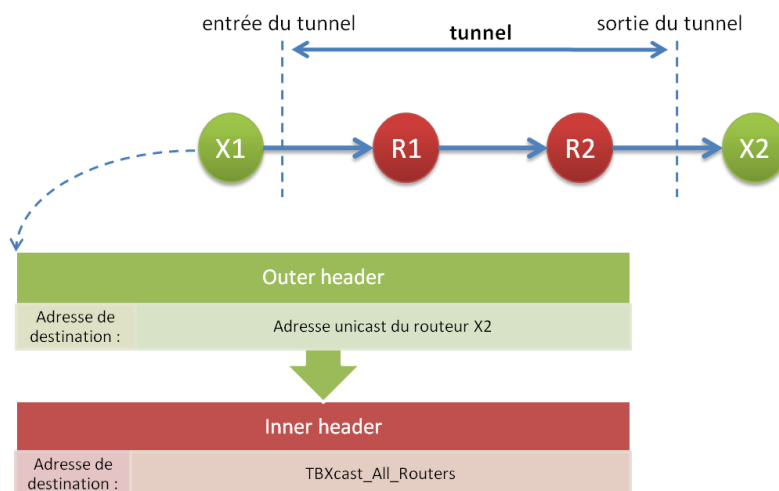 entrée du tunnel
tunnel
sortie du tunnel
X1
R1
R2
X2
Outer header
Adresse de
destination :
Adresse unicast du routeur X2
Inner header
Adresse de
destination :
TBXcast_All_Routers